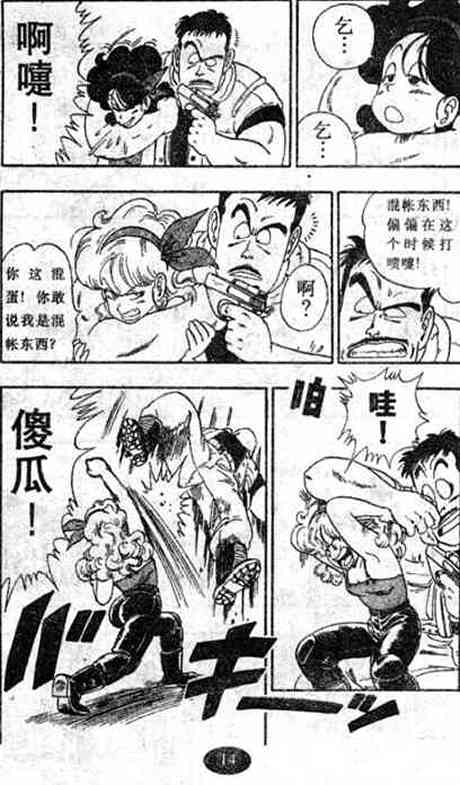 乞…
乞…
啊嚏！
混帐东西！
偏偏在这
个时候打
喷嚏！
啊？
你这混
蛋！你敢
说我是混
帐东西？
哇！
啪
傻瓜！
バキーッ
14